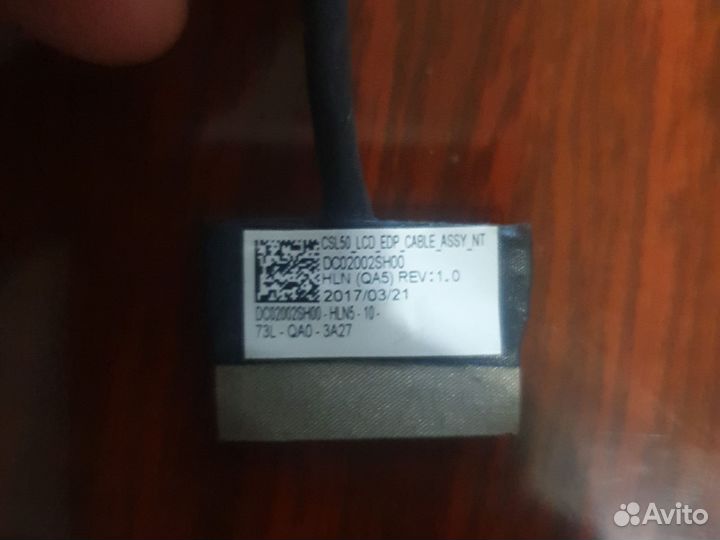 CSL50_LCD_EDP_CABLE_ASSY_NT
DC02002SH00
HLN (QA5) REV:1.0
2017/03/21
DC02002SH00 - HLN5 - 10 -
73L - QA0 - 3A27
Avito